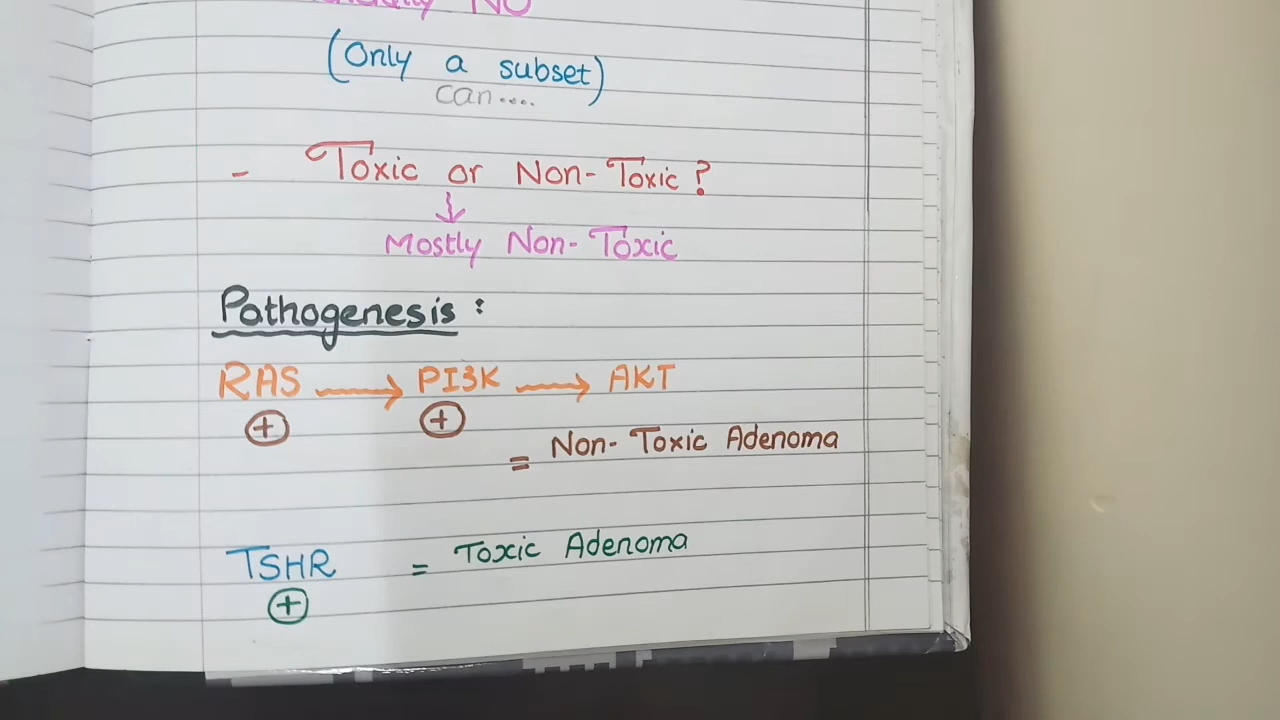 NO
(Only a subset)
can....
- Toxic or Non-Toxic?
↓
Mostly Non-Toxic
Pathogenesis :
RAS → PI3K → AKT
+ +
= Non-Toxic Adenoma
TSHR = Toxic Adenoma
+